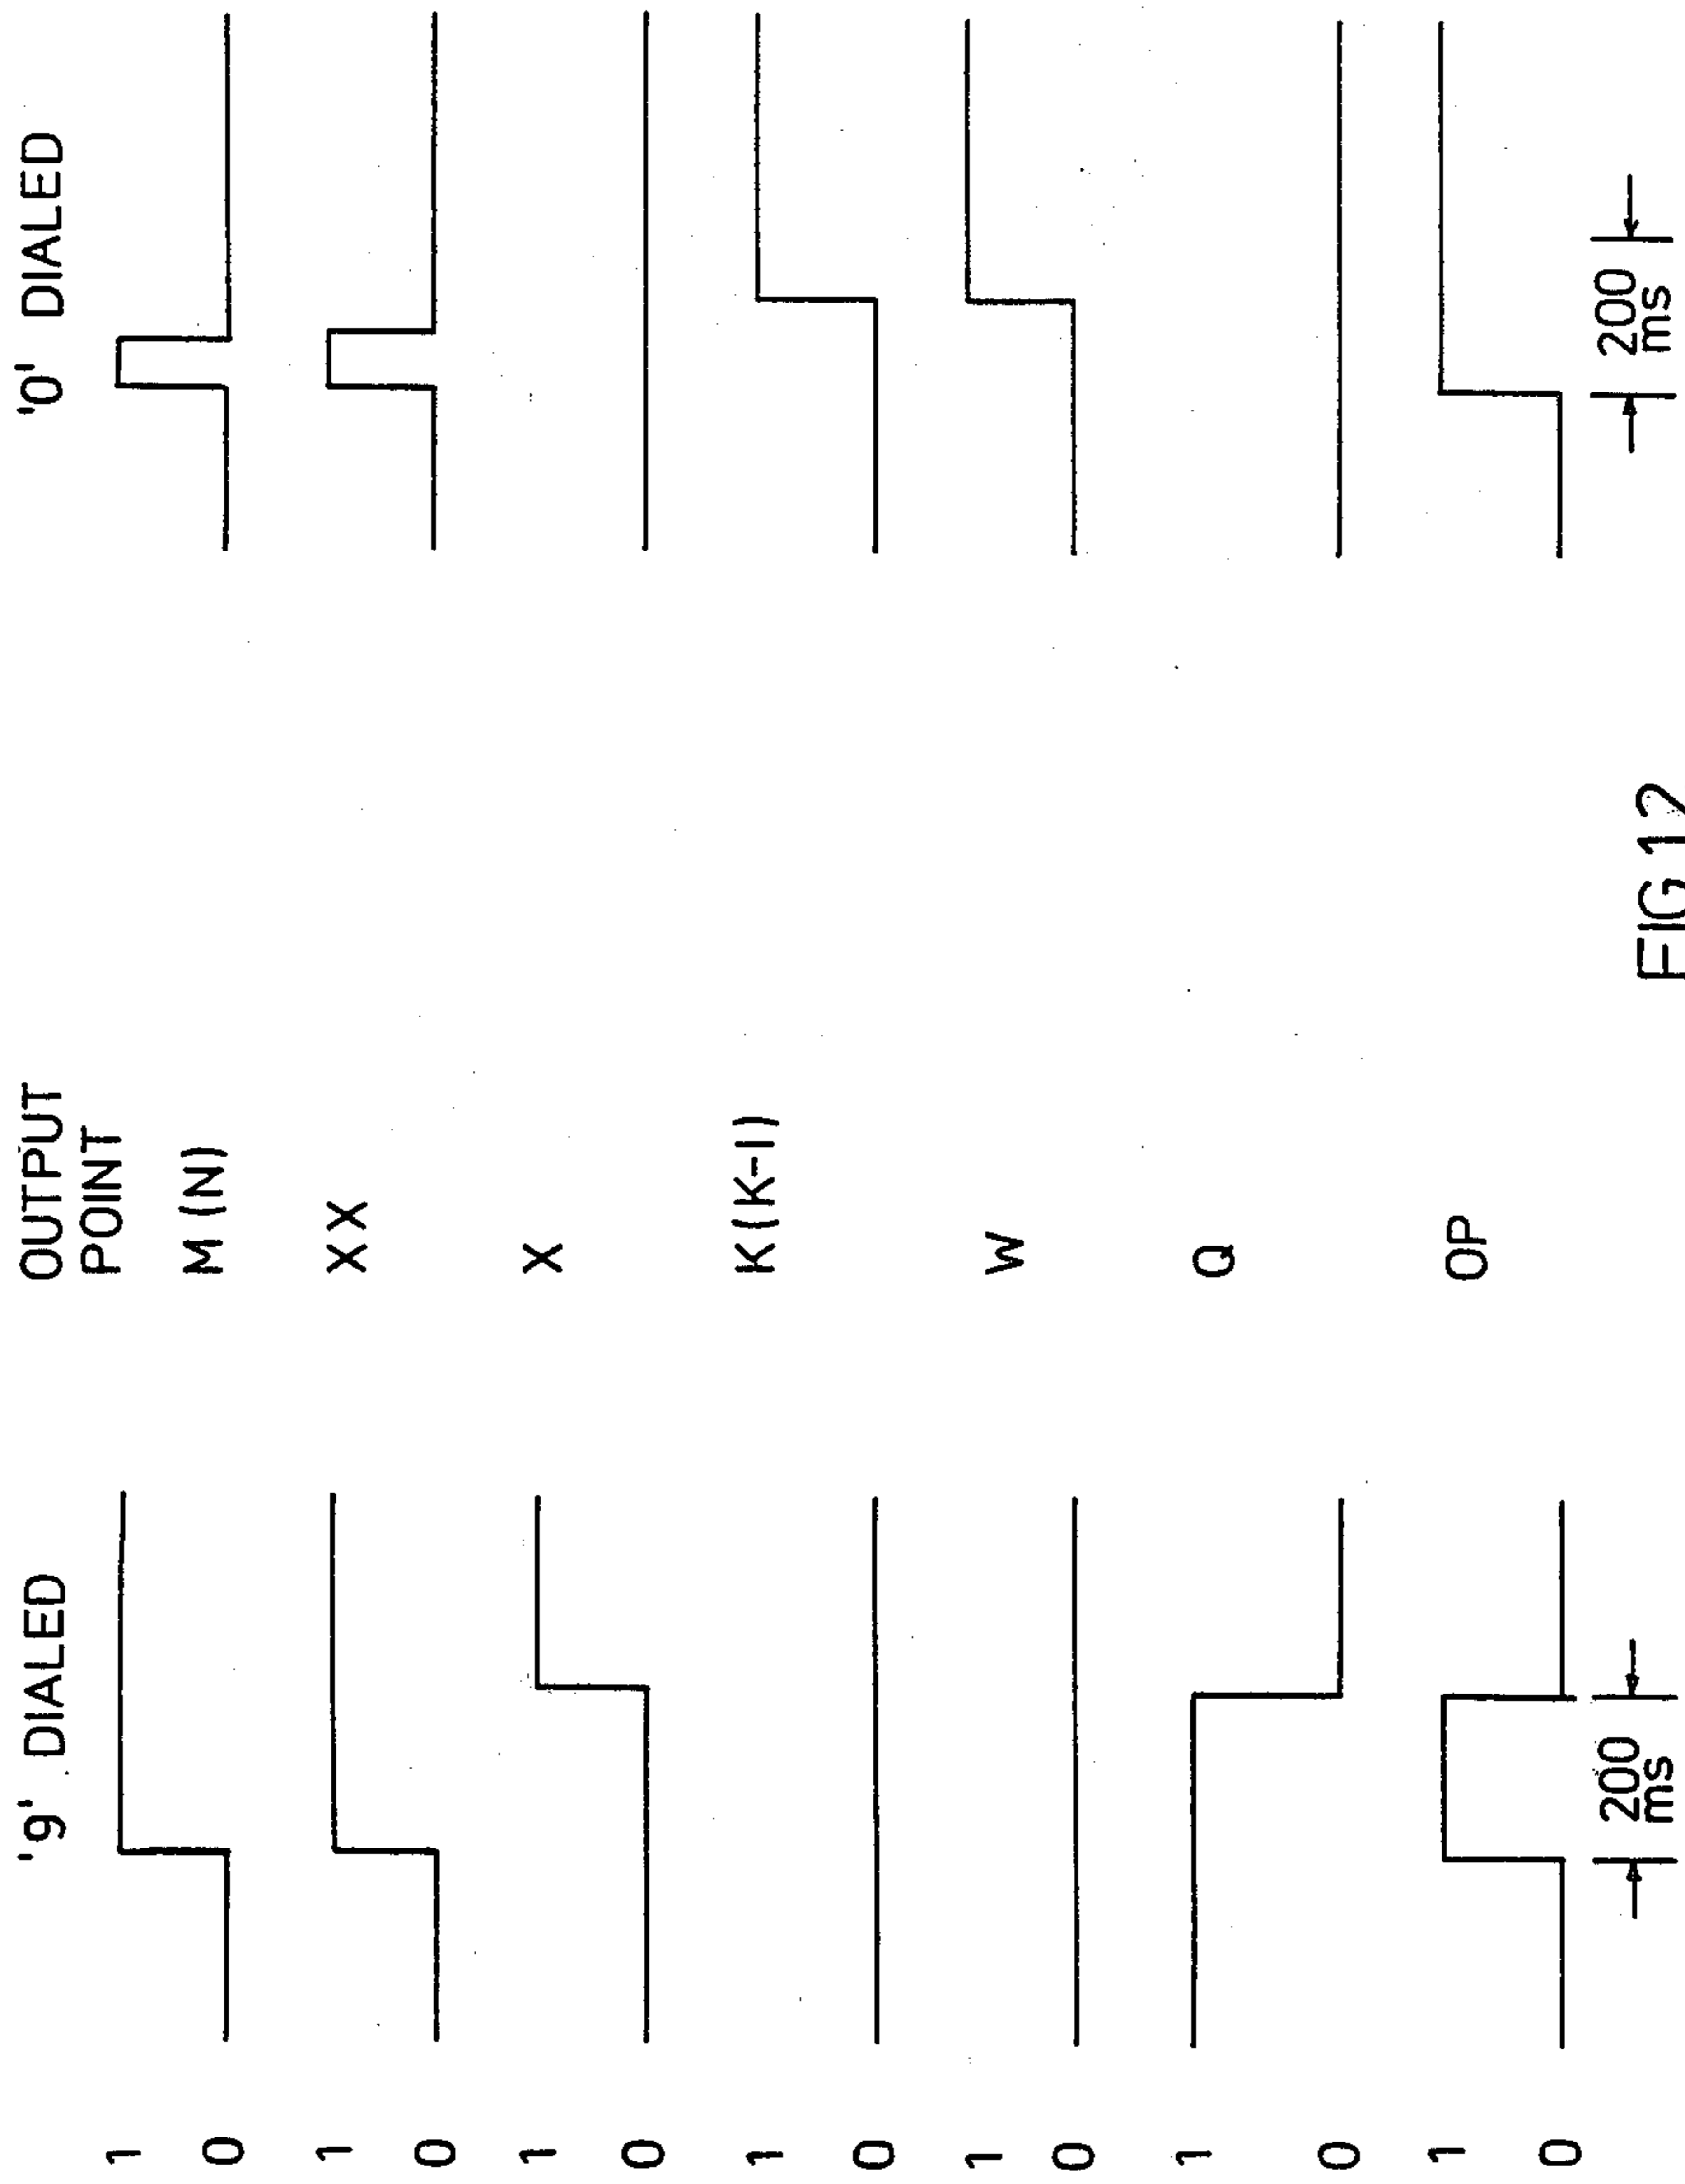 '9' DIALED
OUTPUT
POINT
'0' DIALED
1
M (N)
0
1
XX
0
1
X
0
1
K(K-1)
0
1
W
0
1
Q
0
1
OP
0
200
ms
200
ms
FIG 12